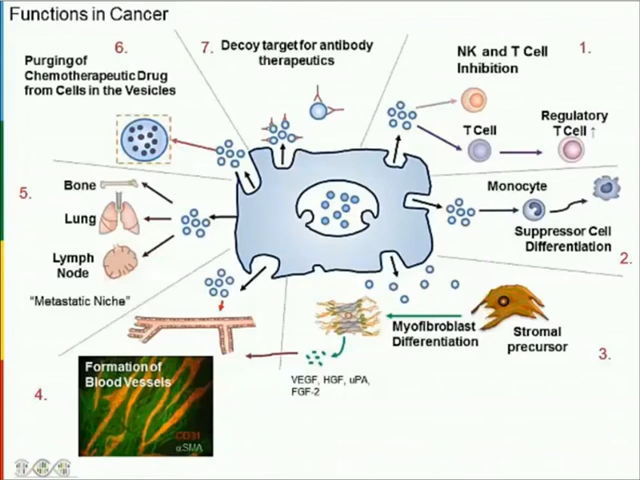 Functions in Cancer
6.
Purging of
Chemotherapeutic Drug
from Cells in the Vesicles
7.
Decoy target for antibody
therapeutics
NK and T Cell
Inhibition
1.
T Cell
Regulatory
T Cell ↑
5.
Bone
Lung
Lymph
Node
"Metastatic Niche"
Monocyte
Suppressor Cell
Differentiation
2.
Myofibroblast
Differentiation
Stromal
precursor
3.
VEGF, HGF, uPA,
FGF-2
4.
Formation of
Blood Vessels
CD31
αSMA